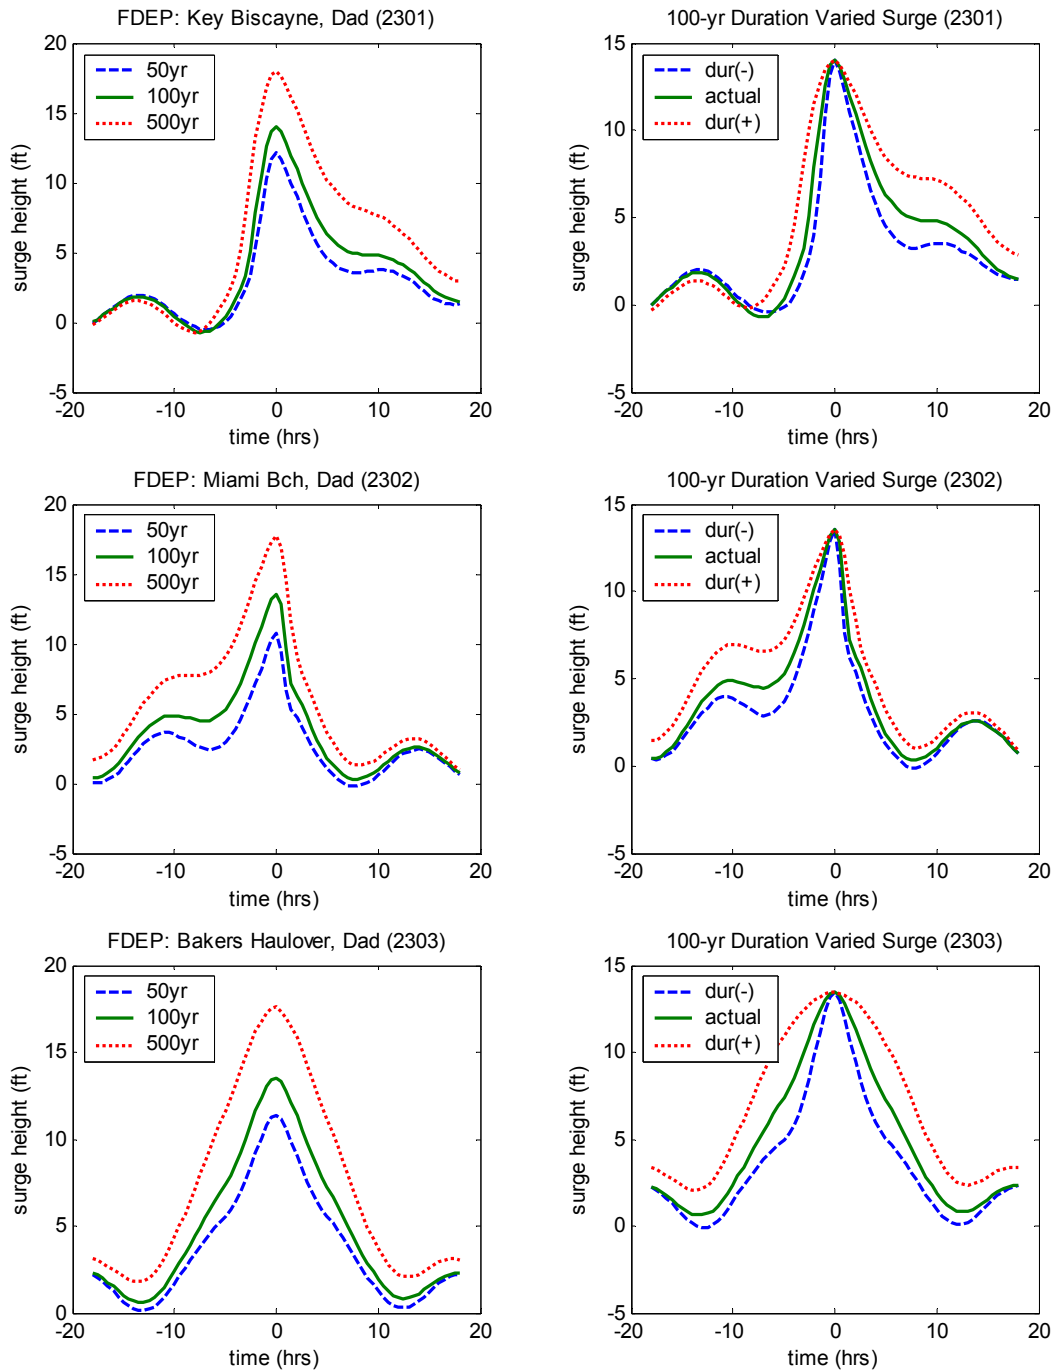 FDEP: Key Biscayne, Dad (2301)
20
15
10
5
0
-5
surge height (ft)
50yr
100yr
500yr
-20
-10
0
10
20
time (hrs)
100-yr Duration Varied Surge (2301)
15
10
5
0
-5
surge height (ft)
dur(-)
actual
dur(+)
-20
-10
0
10
20
time (hrs)
FDEP: Miami Bch, Dad (2302)
20
15
10
5
0
-5
surge height (ft)
50yr
100yr
500yr
-20
-10
0
10
20
time (hrs)
100-yr Duration Varied Surge (2302)
15
10
5
0
-5
surge height (ft)
dur(-)
actual
dur(+)
-20
-10
0
10
20
time (hrs)
FDEP: Bakers Haulover, Dad (2303)
20
15
10
5
0
surge height (ft)
50yr
100yr
500yr
-20
-10
0
10
20
time (hrs)
100-yr Duration Varied Surge (2303)
15
10
5
0
-5
surge height (ft)
dur(-)
actual
dur(+)
-20
-10
0
10
20
time (hrs)